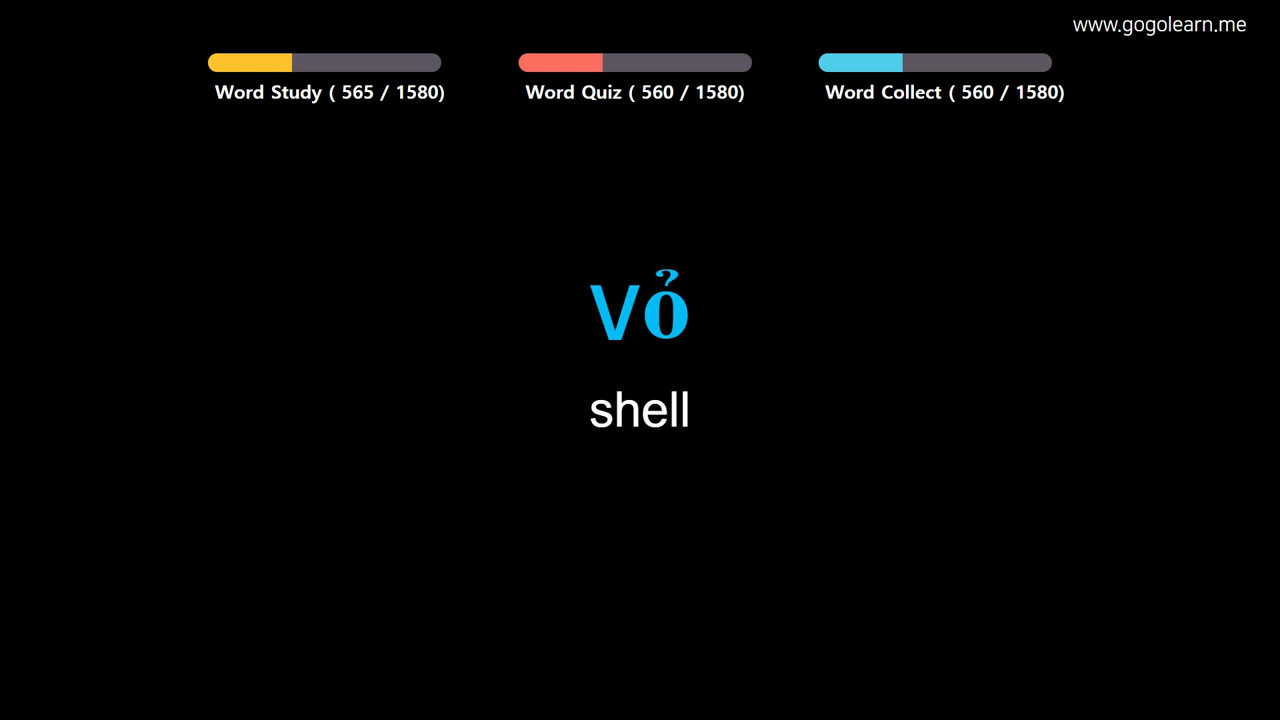 www.gogolearn.me
Word Study ( 565 / 1580)
Word Quiz ( 560 / 1580)
Word Collect ( 560 / 1580)
vỏ
shell